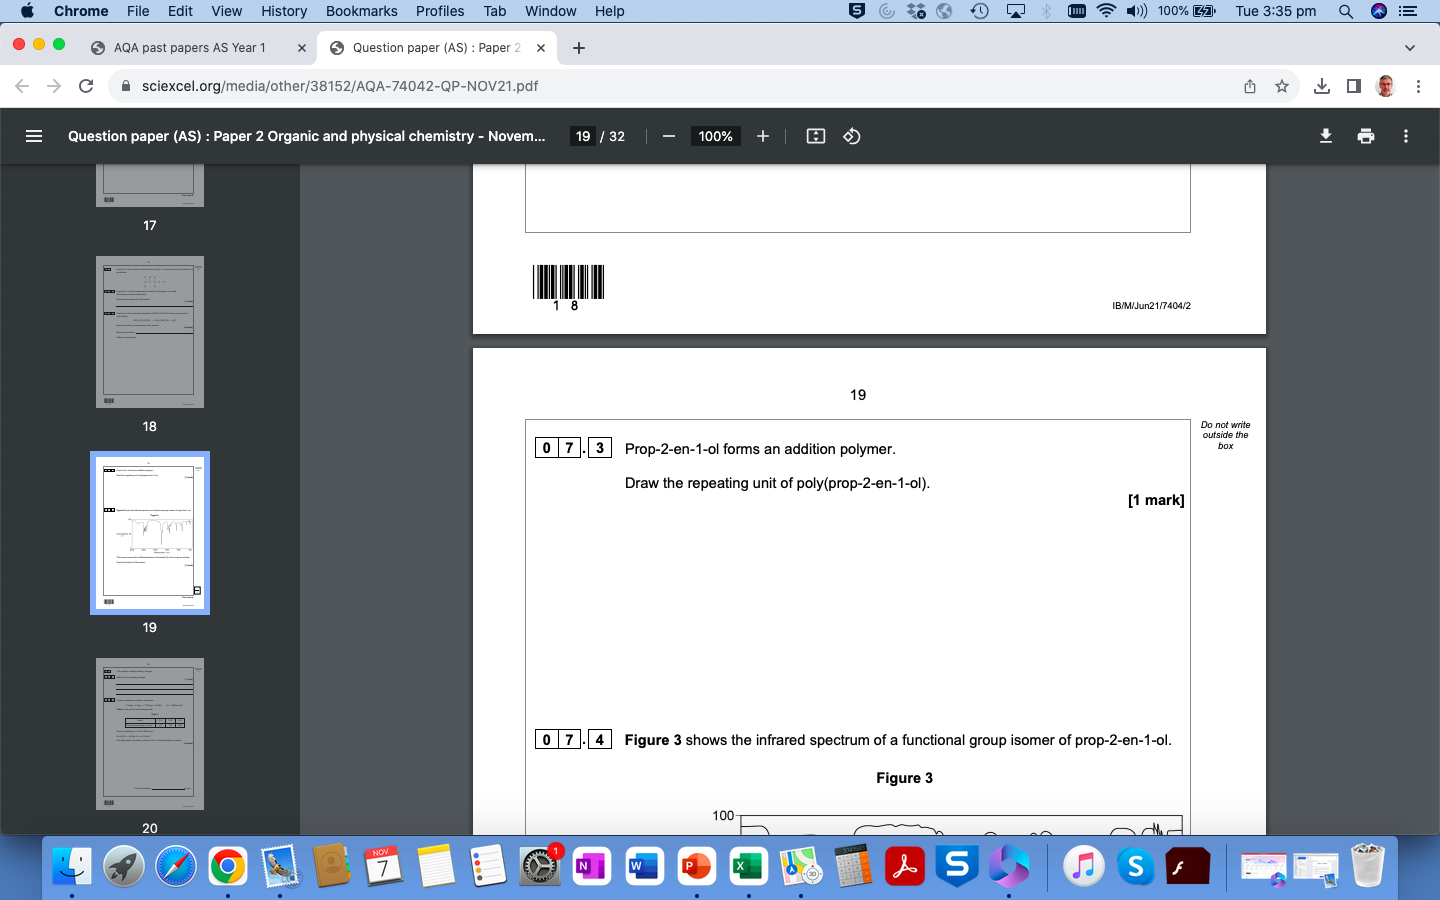 Chrome File Edit View History Bookmarks Profiles Tab Window Help 100% Tue 3:35 pm
AQA past papers AS Year 1
Question paper (AS) : Paper 2
sciexcel.org/media/other/38152/AQA-74042-QP-NOV21.pdf
Question paper (AS) : Paper 2 Organic and physical chemistry - Novem... 19 / 32 100%
17
18
19
20
1 8
IB/M/Jun21/7404/2
19
Do not write
outside the
box
0 7 . 3 Prop-2-en-1-ol forms an addition polymer.
Draw the repeating unit of poly(prop-2-en-1-ol).
[1 mark]
0 7 . 4 Figure 3 shows the infrared spectrum of a functional group isomer of prop-2-en-1-ol.
Figure 3
100
NOV
7
1